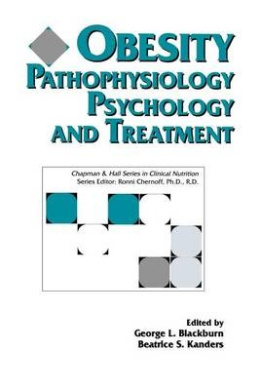 OBESITY
PATHOPHYSIOLOGY
PSYCHOLOGY
AND TREATMENT
Chapman & Hall Series in Clinical Nutrition
Series Editor: Ronni Chernoff, Ph.D., R.D.
Edited by
George L. Blackburn
Beatrice S. Kanders